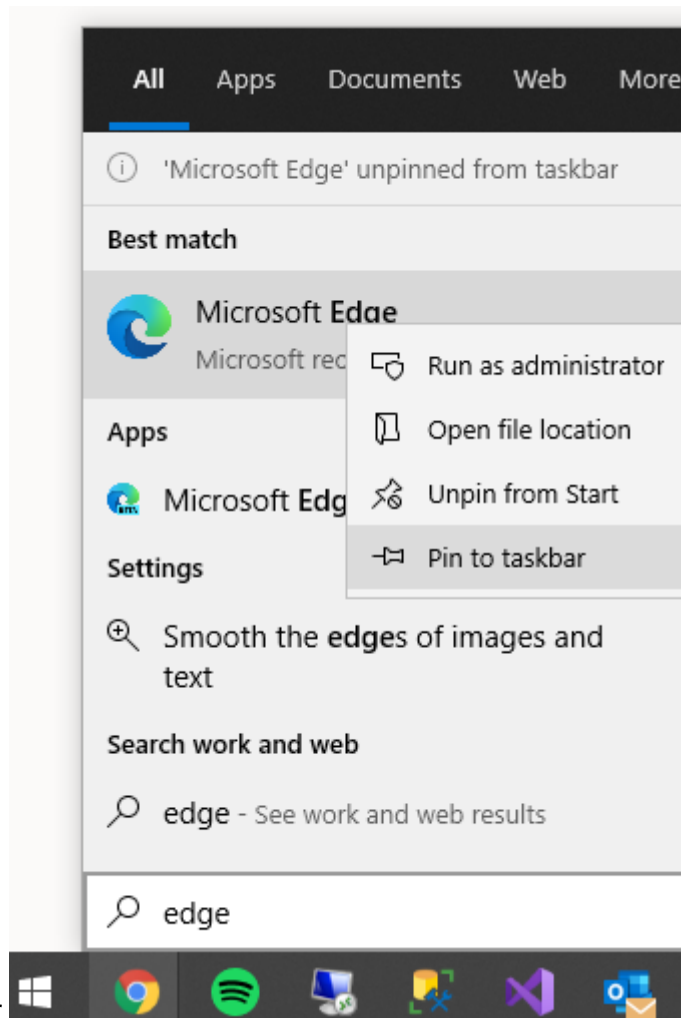 All Apps Documents Web More
'Microsoft Edge' unpinned from taskbar
Best match
Microsoft Edge
Microsoft rec
Run as administrator
Apps
Open file location
Microsoft Edg
Unpin from Start
Settings
Pin to taskbar
Smooth the edges of images and
text
Search work and web
edge - See work and web results
edge